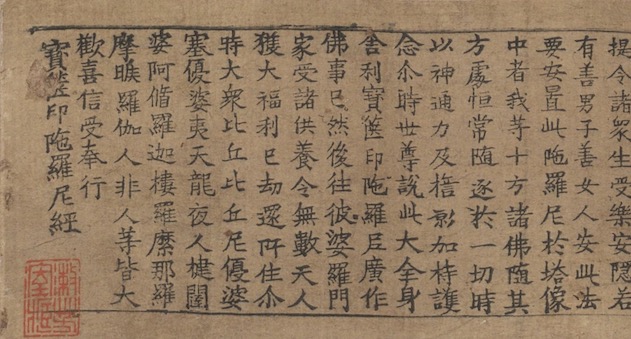 提令諸衆生受樂安隱若
有善男子善女人安此法
要安置此陁羅尼於塔像
中者我等十方諸佛随其
方處恒常随逐於一切時
以神通力及加持護
念尒時世尊說此大全身
舎利寶篋印陁羅尼廣作
佛事已然後往彼婆羅門
家受諸供養令無數天人
獲大福利已却還所住尒
時大衆比丘比丘尼優婆
塞優婆夷天龍夜人揵闥
婆阿脩羅迦樓羅緊那羅
摩睺羅伽人非人等皆大
歡喜信受奉行
寶篋印陁羅尼經